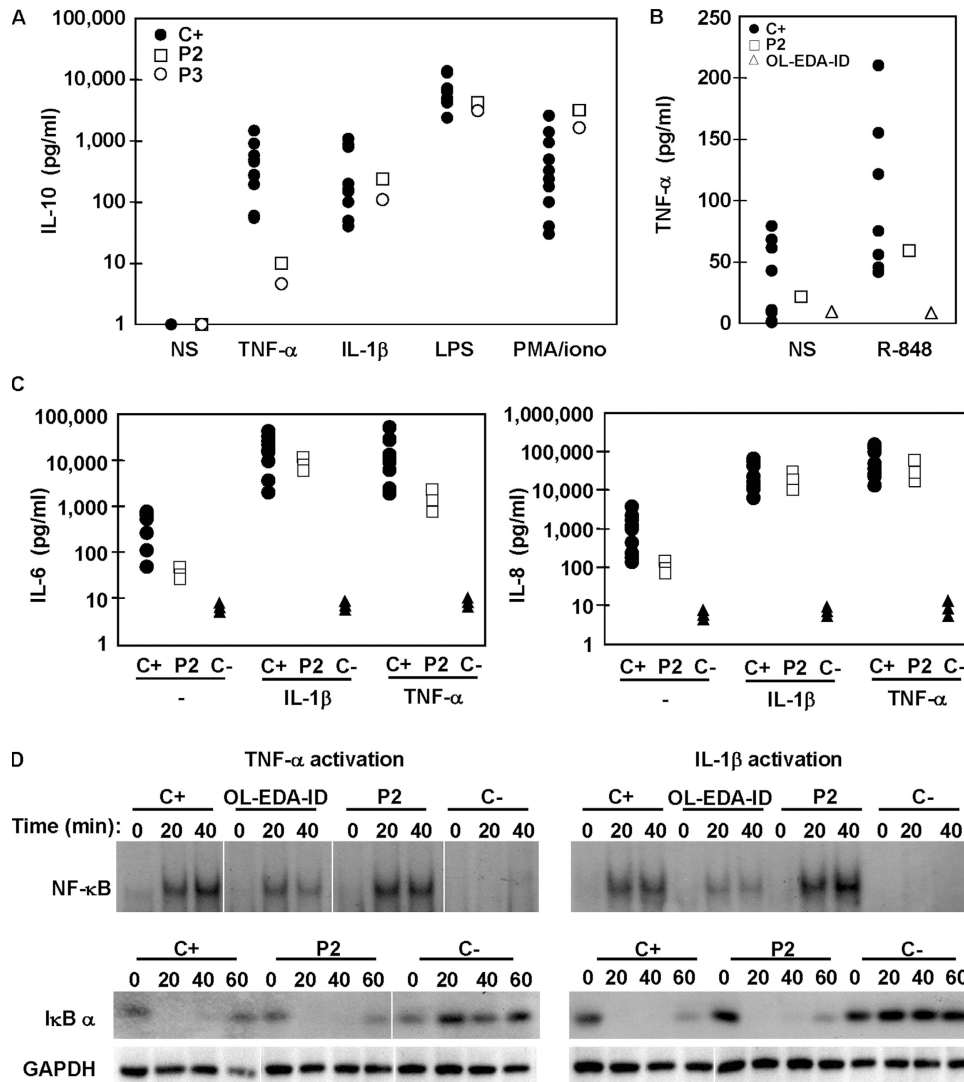 A
100,000
10,000
1,000
100
10
1
IL-10 (pg/ml)
C+
P2
P3
NS TNF-α IL-1β LPS PMA/iono
B
250
200
150
100
50
0
TNF-α (pg/ml)
C+
P2
OL-EDA-ID
NS R-848
C
100,000
10,000
1,000
100
10
1
IL-6 (pg/ml)
C+ P2 C- C+ P2 C- C+ P2 C-
- IL-1β TNF-α
1,000,000
100,000
10,000
1,000
100
10
1
IL-8 (pg/ml)
C+ P2 C- C+ P2 C- C+ P2 C-
- IL-1β TNF-α
D
TNF-α activation IL-1β activation
C+ OL-EDA-ID P2 C- C+ OL-EDA-ID P2 C-
Time (min): 0 20 40 0 20 40 0 20 40 0 20 40 0 20 40 0 20 40 0 20 40 0 20 40
NF-κB
C+ P2 C- C+ P2 C-
0 20 40 60 0 20 40 60 0 20 40 60 0 20 40 60 0 20 40 60 0 20 40 60
IκB α
GAPDH